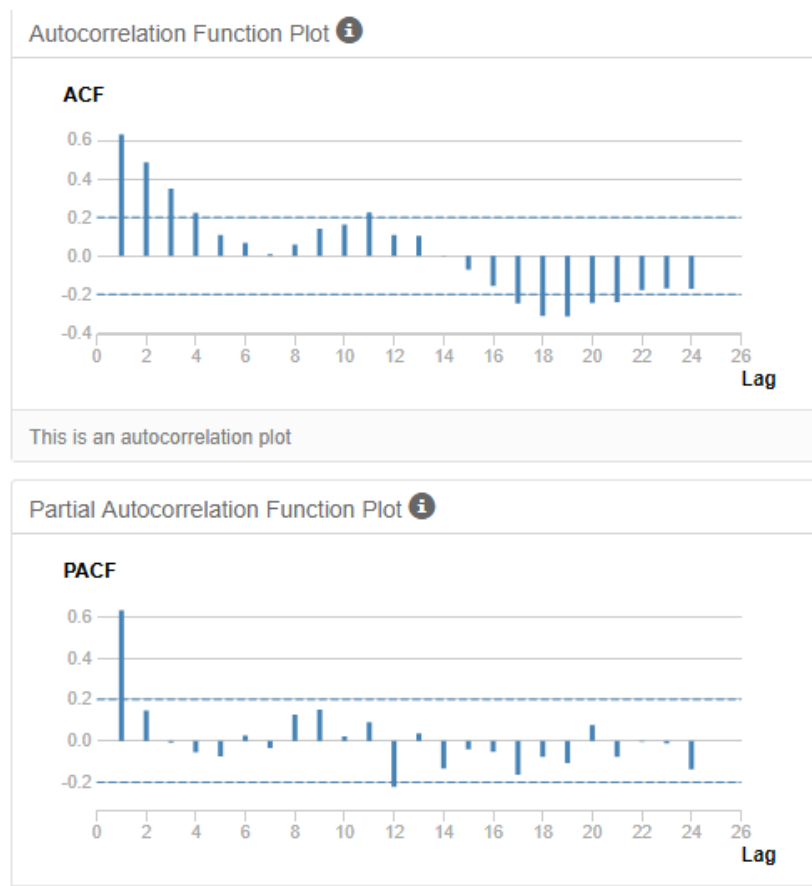 Autocorrelation Function Plot i
ACF
0.6
0.4
0.2
0.0
-0.2
-0.4
0 2 4 6 8 10 12 14 16 18 20 22 24 26
Lag
This is an autocorrelation plot
Partial Autocorrelation Function Plot i
PACF
0.6
0.4
0.2
0.0
-0.2
0 2 4 6 8 10 12 14 16 18 20 22 24 26
Lag